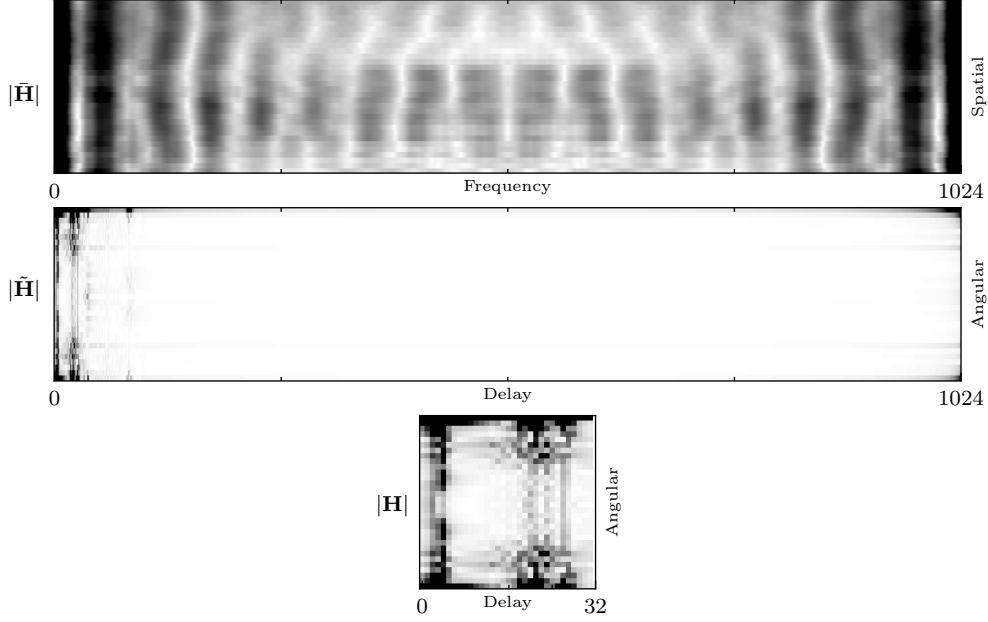 |H̄|
Spatial
0
Frequency
1024
|H̃|
Angular
0
Delay
1024
|H|
Angular
0
Delay
32